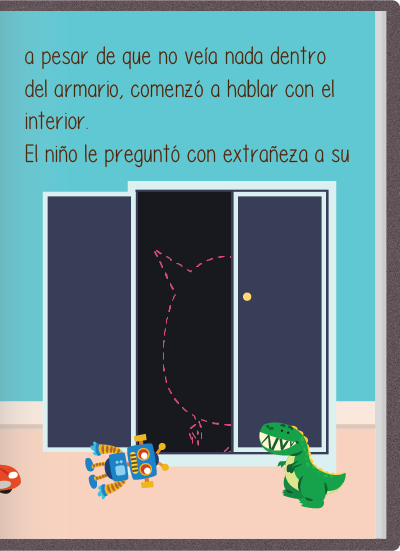 a pesar de que no veía nada dentro
del armario, comenzó a hablar con el
interior.
El niño le preguntó con extrañeza a su